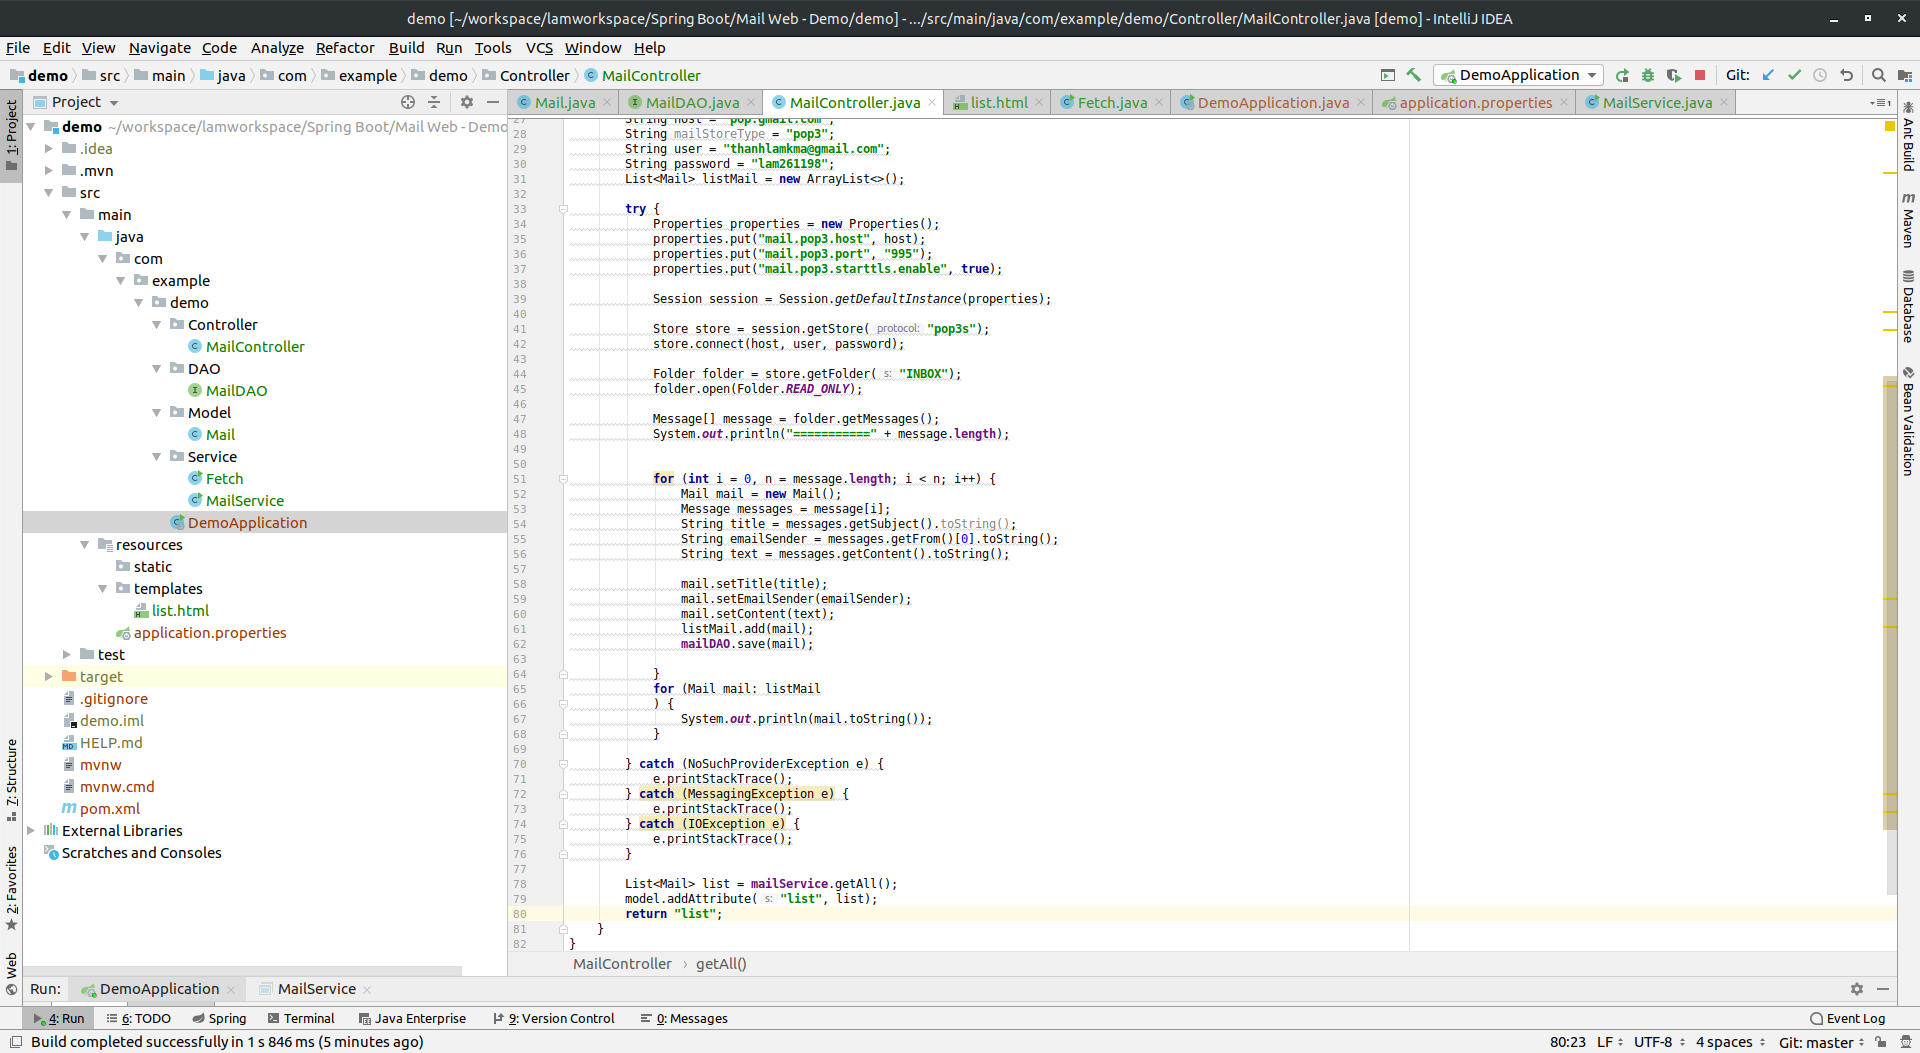 demo [~/workspace/lamworkspace/Spring Boot/Mail Web - Demo/demo] - .../src/main/java/com/example/demo/Controller/MailController.java [demo] - IntelliJ IDEA
File Edit View Navigate Code Analyze Refactor Build Run Tools VCS Window Help
demo src main java com example demo Controller MailController
DemoApplication Git:
1: Project
Project
Mail.java MailDAO.java MailController.java list.html Fetch.java DemoApplication.java application.properties MailService.java
demo ~/workspace/lamworkspace/Spring Boot/Mail Web - Demo
.idea
.mvn
src
main
java
com
example
demo
Controller
MailController
DAO
MailDAO
Model
Mail
Service
Fetch
MailService
DemoApplication
resources
static
templates
list.html
application.properties
test
target
.gitignore
demo.iml
HELP.md
mvnw
mvnw.cmd
pom.xml
External Libraries
Scratches and Consoles
7: Structure
2: Favorites
Web
27 String host = "pop.gmail.com";
28 String mailStoreType = "pop3";
29 String user = "thanhlamkma@gmail.com";
30 String password = "lam261198";
31 List<Mail> listMail = new ArrayList<>();
32
33 try {
34 Properties properties = new Properties();
35 properties.put("mail.pop3.host", host);
36 properties.put("mail.pop3.port", "995");
37 properties.put("mail.pop3.starttls.enable", true);
38
39 Session session = Session.getDefaultInstance(properties);
40
41 Store store = session.getStore( protocol: "pop3s");
42 store.connect(host, user, password);
43
44 Folder folder = store.getFolder( s: "INBOX");
45 folder.open(Folder.READ_ONLY);
46
47 Message[] message = folder.getMessages();
48 System.out.println("===========" + message.length);
49
50
51 for (int i = 0, n = message.length; i < n; i++) {
52 Mail mail = new Mail();
53 Message messages = message[i];
54 String title = messages.getSubject().toString();
55 String emailSender = messages.getFrom()[0].toString();
56 String text = messages.getContent().toString();
57
58 mail.setTitle(title);
59 mail.setEmailSender(emailSender);
60 mail.setContent(text);
61 listMail.add(mail);
62 mailDAO.save(mail);
63
64 }
65 for (Mail mail: listMail
66 ) {
67 System.out.println(mail.toString());
68 }
69
70 } catch (NoSuchProviderException e) {
71 e.printStackTrace();
72 } catch (MessagingException e) {
73 e.printStackTrace();
74 } catch (IOException e) {
75 e.printStackTrace();
76 }
77
78 List<Mail> list = mailService.getAll();
79 model.addAttribute( s: "list", list);
80 return "list";
81 }
82 }
MailController › getAll()
Ant Build
Maven
Database
Bean Validation
Run: DemoApplication MailService
4: Run 6: TODO Spring Terminal Java Enterprise 9: Version Control 0: Messages Event Log
Build completed successfully in 1 s 846 ms (5 minutes ago) 80:23 LF UTF-8 4 spaces Git: master